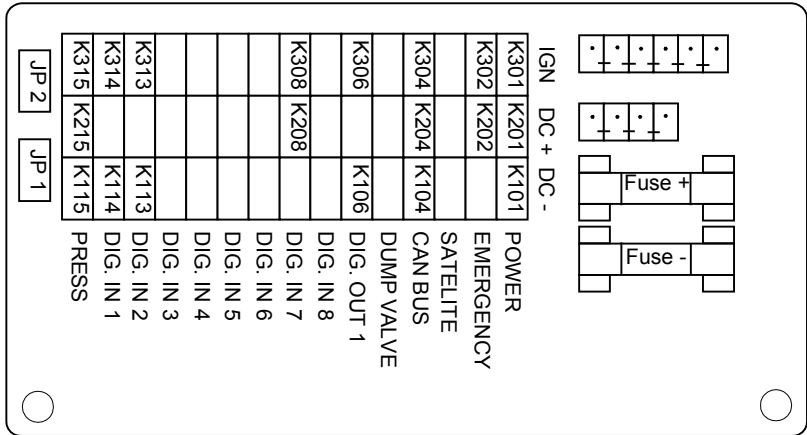 IGN
DC +
DC -
K301
K201
K101
POWER
K302
K202
EMERGENCY
SATELITE
K304
K204
K104
CAN BUS
DUMP VALVE
K306
K106
DIG. OUT 1
DIG. IN 8
K308
K208
DIG. IN 7
DIG. IN 6
DIG. IN 5
DIG. IN 4
DIG. IN 3
K313
K113
DIG. IN 2
K314
K114
DIG. IN 1
K315
K215
K115
PRESS
JP 2
JP 1
Fuse +
Fuse -